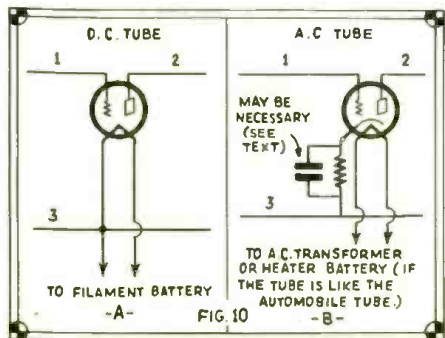 D.C. TUBE
1 2
3
TO FILAMENT BATTERY
-A-
A.C TUBE
1 2
MAY BE
NECESSARY
(SEE
TEXT)
3
TO A.C. TRANSFORMER
OR HEATER BATTERY (IF
THE TUBE IS LIKE THE
AUTOMOBILE TUBE.)
-B-
FIG. 10